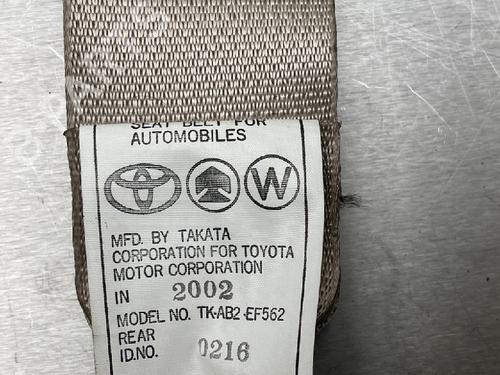 SEAT BELT FOR
AUTOMOBILES
W
MFD. BY TAKATA
CORPORATION FOR TOYOTA
MOTOR CORPORATION
IN 2002
MODEL NO. TK-AB2-EF562
REAR
ID.NO. 0216